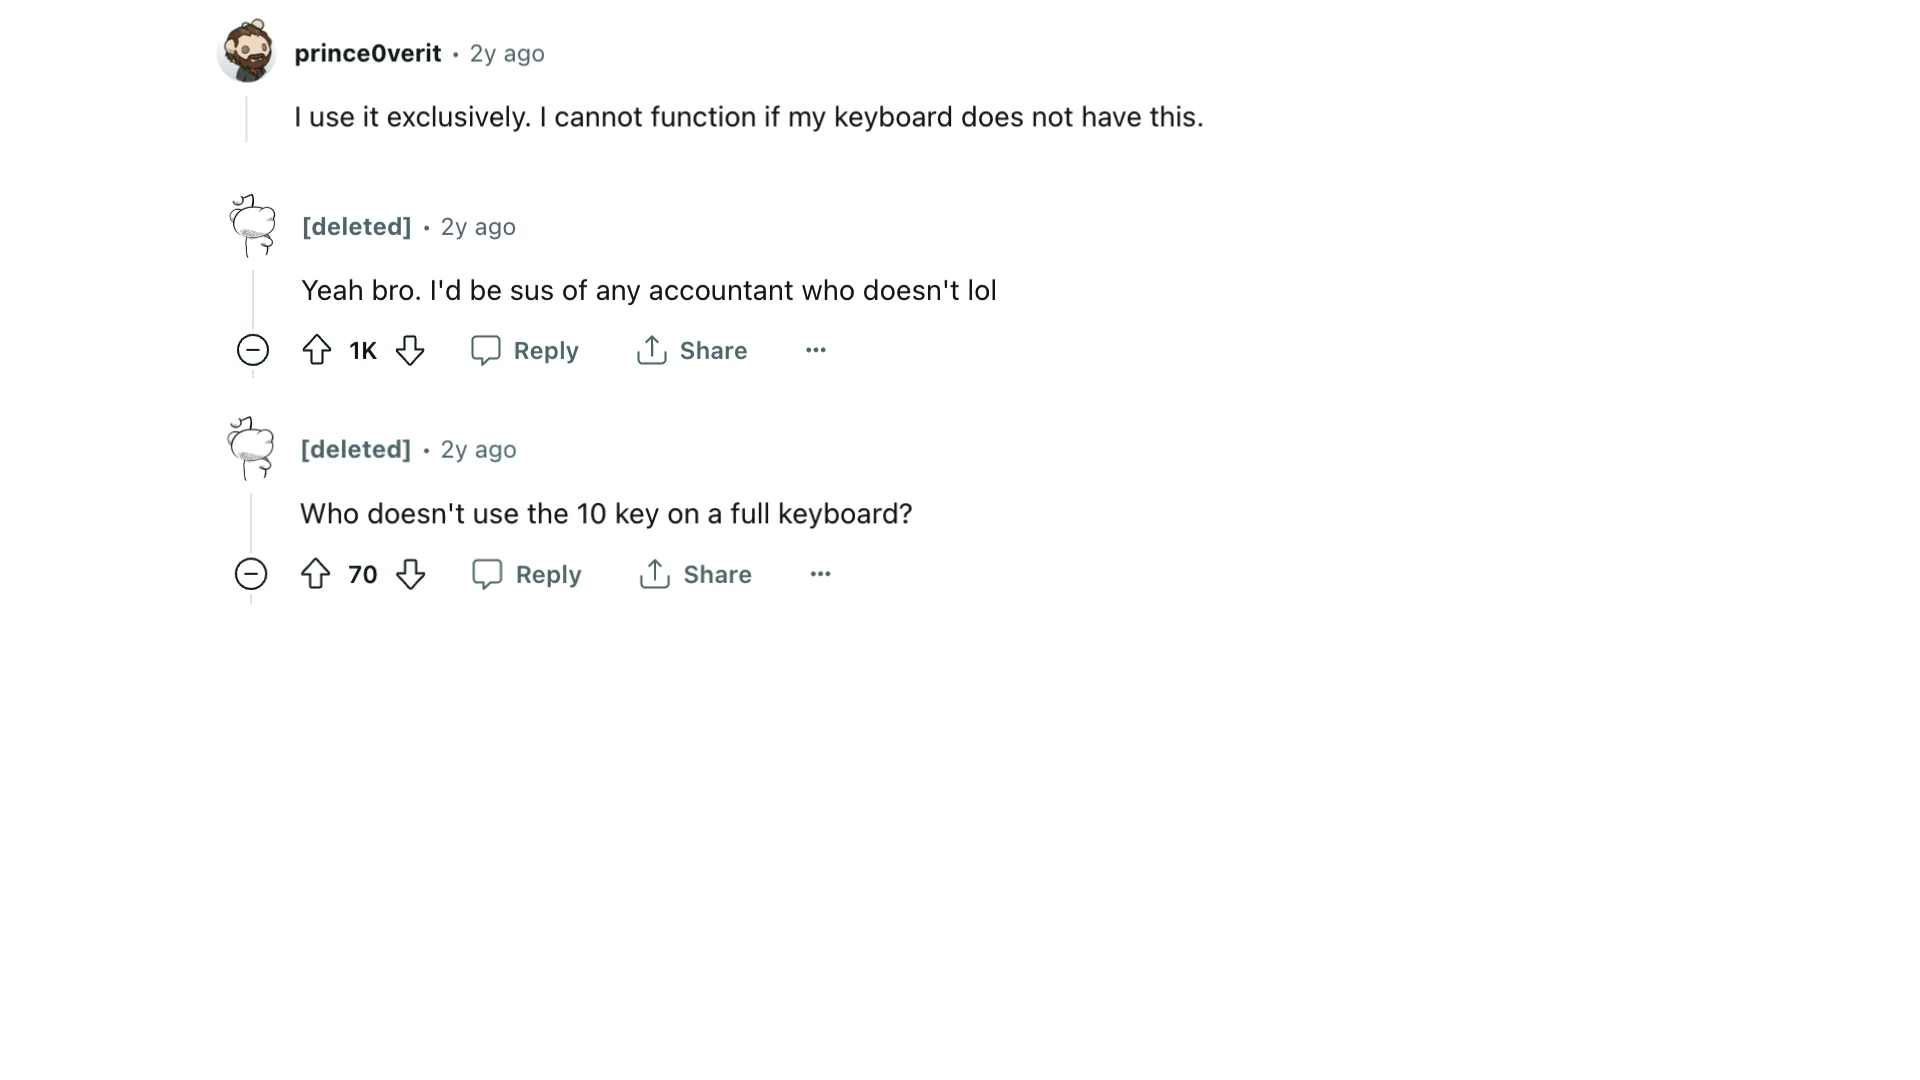 prince0verit • 2y ago
I use it exclusively. I cannot function if my keyboard does not have this.
[deleted] • 2y ago
Yeah bro. I'd be sus of any accountant who doesn't lol
1K Reply Share ...
[deleted] • 2y ago
Who doesn't use the 10 key on a full keyboard?
70 Reply Share ...